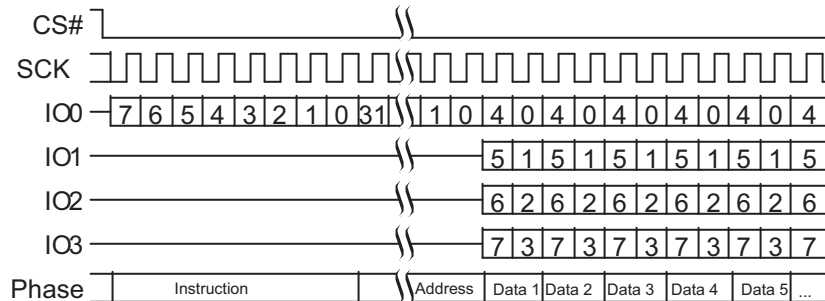 CS#
SCK
IO0 7 6 5 4 3 2 1 0 31 1 0 4 0 4 0 4 0 4 0 4 0 4
IO1 5 1 5 1 5 1 5 1 5 1 5
IO2 6 2 6 2 6 2 6 2 6 2 6
IO3 7 3 7 3 7 3 7 3 7 3 7
Phase Instruction Address Data 1 Data 2 Data 3 Data 4 Data 5 ...